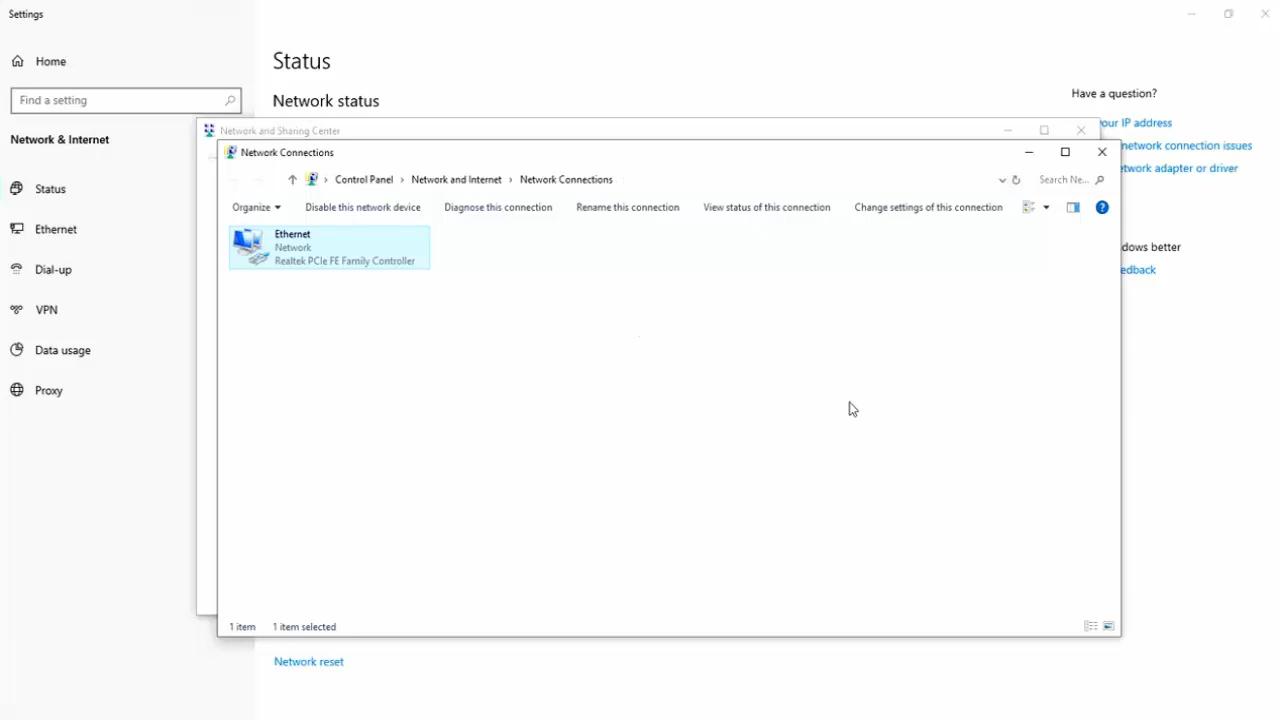 Settings
Home
Find a setting
Network & Internet
Status
Ethernet
Dial-up
VPN
Data usage
Proxy
Status
Network status
Have a question?
your IP address
network connection issues
etwork adapter or driver
dows better
edback
Network and Sharing Center
Network Connections
Control Panel › Network and Internet › Network Connections
Search Ne...
Organize
Disable this network device
Diagnose this connection
Rename this connection
View status of this connection
Change settings of this connection
Ethernet
Network
Realtek PCIe FE Family Controller
1 item
1 item selected
Network reset